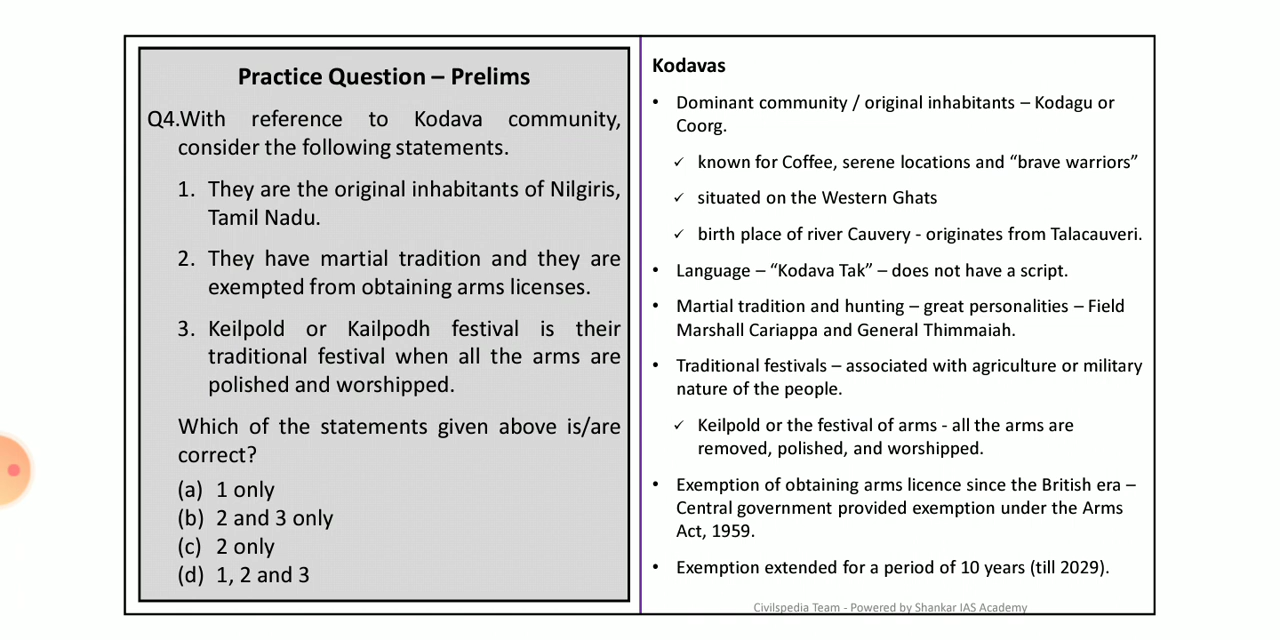 Practice Question – Prelims
Q4.With reference to Kodava community,
consider the following statements.
1. They are the original inhabitants of Nilgiris,
Tamil Nadu.
2. They have martial tradition and they are
exempted from obtaining arms licenses.
3. Keilpold or Kailpodh festival is their
traditional festival when all the arms are
polished and worshipped.
Which of the statements given above is/are
correct?
(a) 1 only
(b) 2 and 3 only
(c) 2 only
(d) 1, 2 and 3
Kodavas
• Dominant community / original inhabitants – Kodagu or
Coorg.
✓ known for Coffee, serene locations and “brave warriors”
✓ situated on the Western Ghats
✓ birth place of river Cauvery - originates from Talacauveri.
• Language – “Kodava Tak” – does not have a script.
• Martial tradition and hunting – great personalities – Field
Marshall Cariappa and General Thimmaiah.
• Traditional festivals – associated with agriculture or military
nature of the people.
✓ Keilpold or the festival of arms - all the arms are
removed, polished, and worshipped.
• Exemption of obtaining arms licence since the British era –
Central government provided exemption under the Arms
Act, 1959.
• Exemption extended for a period of 10 years (till 2029).
Civilspedia Team - Powered by Shankar IAS Academy